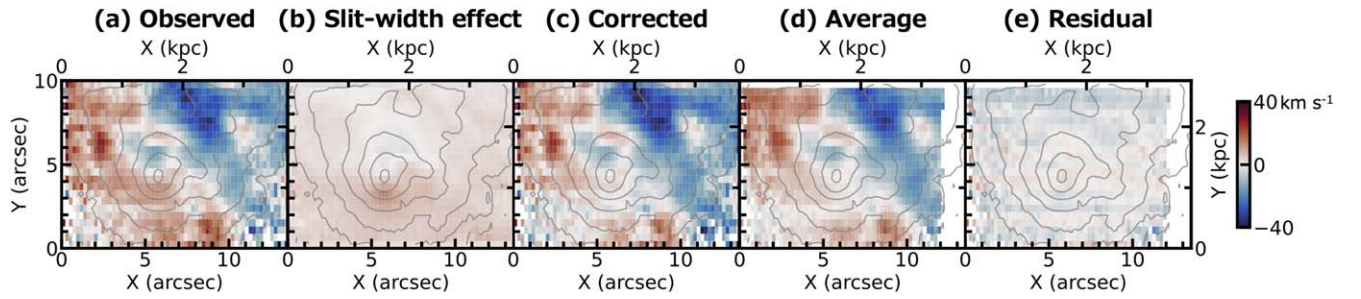 (a) Observed (b) Slit-width effect (c) Corrected (d) Average (e) Residual
X (kpc) X (kpc) X (kpc) X (kpc) X (kpc)
0 2 0 2 0 2 0 2 0 2
10
5
0
Y (arcsec)
2
0
Y (kpc)
40 km s⁻¹
0
−40
0 5 10 0 5 10 0 5 10 0 5 10 0 5 10
X (arcsec) X (arcsec) X (arcsec) X (arcsec) X (arcsec)